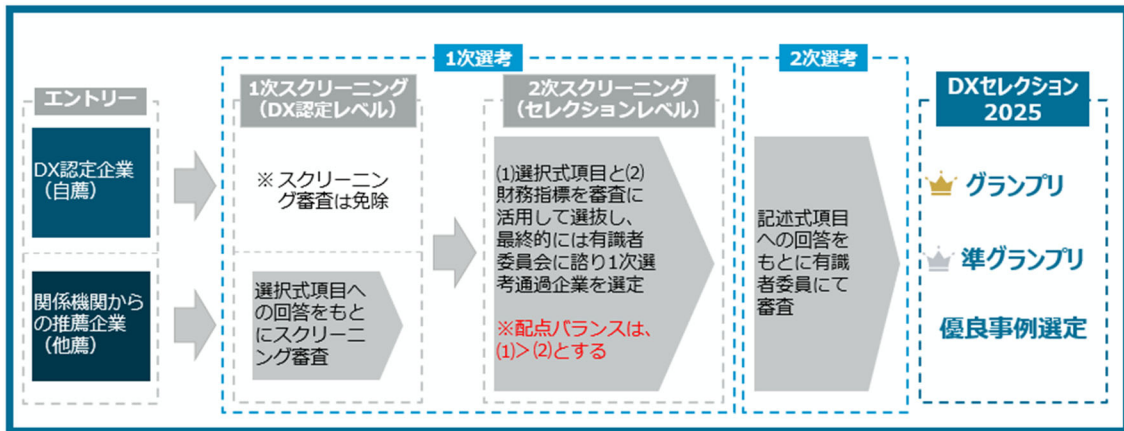 エントリー
DX認定企業
（自薦）
関係機関から
の推薦企業
（他薦）
1次選考
1次スクリーニング
（DX認定レベル）
※ スクリーニン
グ審査は免除
選択式項目へ
の回答をもと
にスクリーニ
ング審査
2次スクリーニング
（セレクションレベル）
⑴選択式項目と⑵
財務指標を審査に
活用して選抜し、
最終的には有識者
委員会に諮り1次選
考通過企業を選定
※配点バランスは、
⑴＞⑵とする
2次選考
記述式項目
への回答を
もとに有識
者委員にて
審査
DXセレクション
2025
グランプリ
準グランプリ
優良事例選定